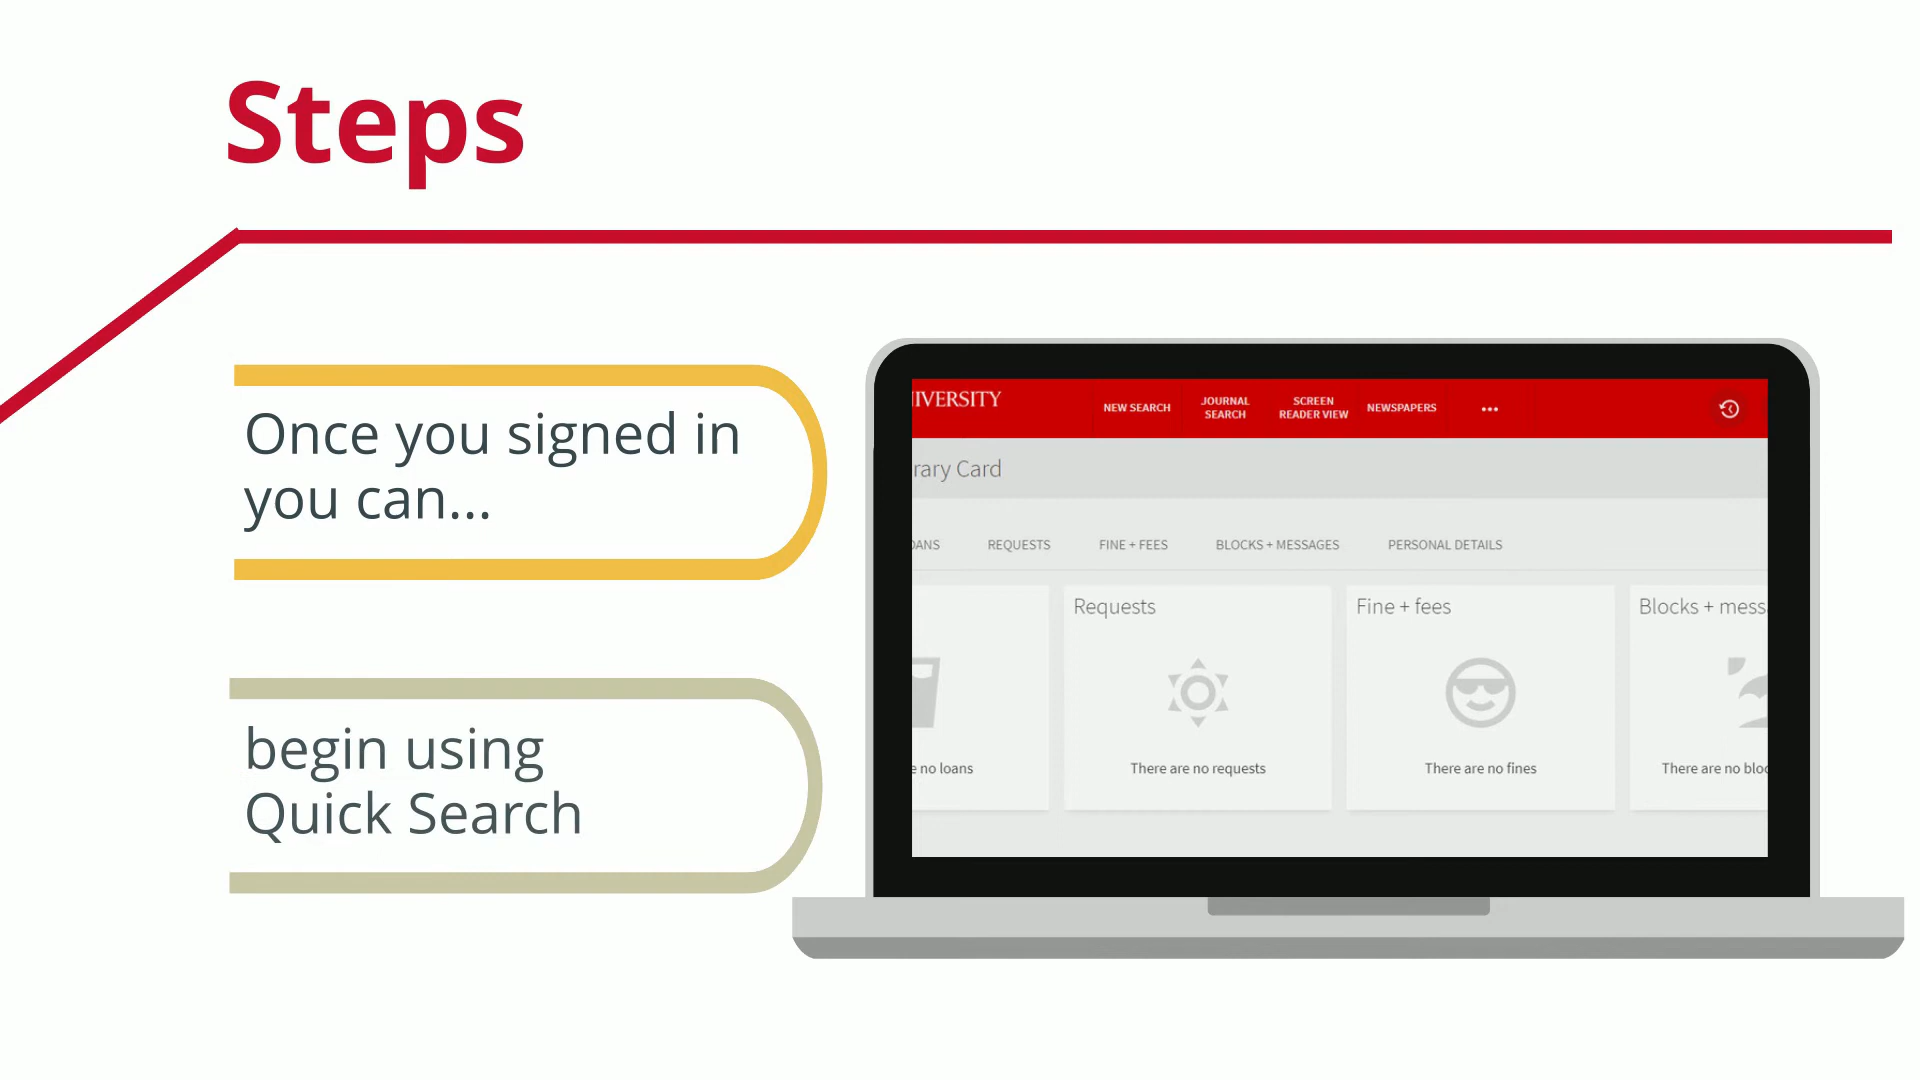 Steps
Once you signed in
you can...
begin using
Quick Search
IVERSITY
NEW SEARCH
JOURNAL
SEARCH
SCREEN
READER VIEW
NEWSPAPERS
...
rary Card
OANS
REQUESTS
FINE + FEES
BLOCKS + MESSAGES
PERSONAL DETAILS
Requests
Fine + fees
Blocks + mess
e no loans
There are no requests
There are no fines
There are no bloc